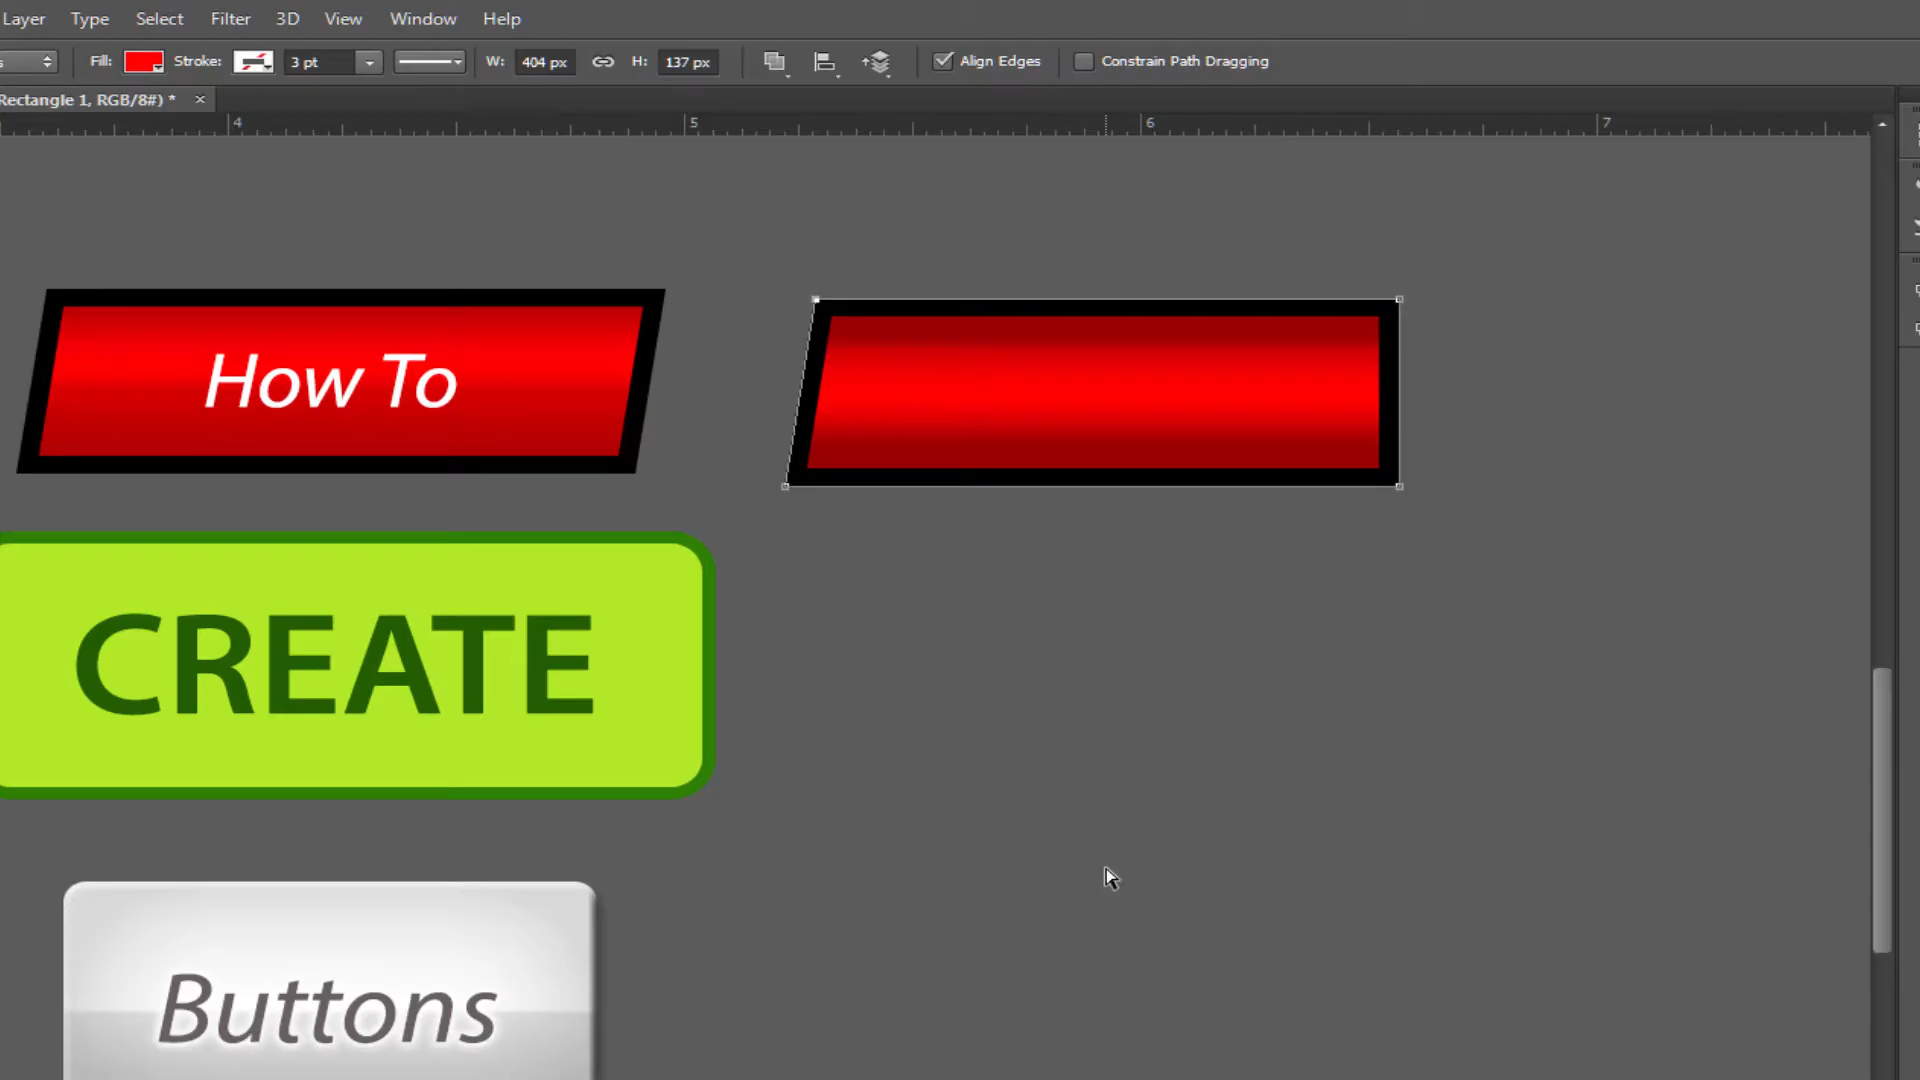 Layer Type Select Filter 3D View Window Help
Fill: Stroke: 3 pt W: 404 px H: 137 px Align Edges Constrain Path Dragging
Rectangle 1, RGB/8#) * ×
4 5 6 7
How To
CREATE
Buttons